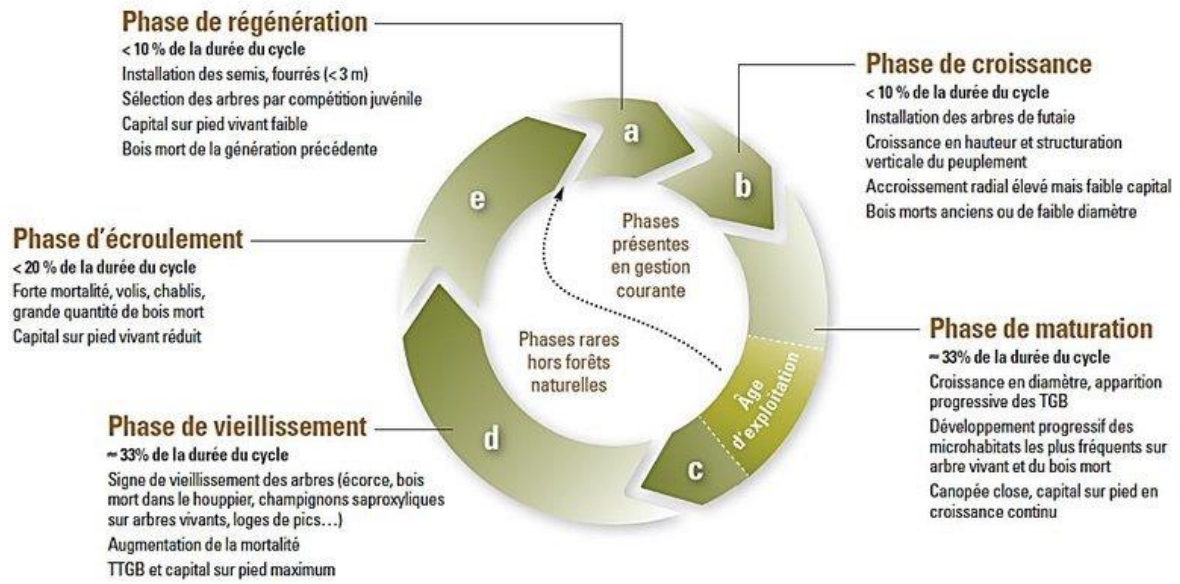 Phase de régénération
< 10 % de la durée du cycle
Installation des semis, fourrés (< 3 m)
Sélection des arbres par compétition juvénile
Capital sur pied vivant faible
Bois mort de la génération précédente
Phase de croissance
< 10 % de la durée du cycle
Installation des arbres de futaie
Croissance en hauteur et structuration
verticale du peuplement
Accroissement radial élevé mais faible capital
Bois morts anciens ou de faible diamètre
a
b
e
Phases
présentes
en gestion
courante
Phase d'écroulement
< 20 % de la durée du cycle
Forte mortalité, volis, chablis,
grande quantité de bois mort
Capital sur pied vivant réduit
Phases rares
hors forêts
naturelles
Phase de maturation
≃ 33% de la durée du cycle
Croissance en diamètre, apparition
progressive des TGB
Développement progressif des
microhabitats les plus fréquents sur
arbre vivant et du bois mort
Canopée close, capital sur pied en
croissance continu
Âge
d'exploitation
c
d
Phase de vieillissement
≃ 33% de la durée du cycle
Signe de vieillissement des arbres (écorce, bois
mort dans le houppier, champignons saproxyliques
sur arbres vivants, loges de pics…)
Augmentation de la mortalité
TTGB et capital sur pied maximum